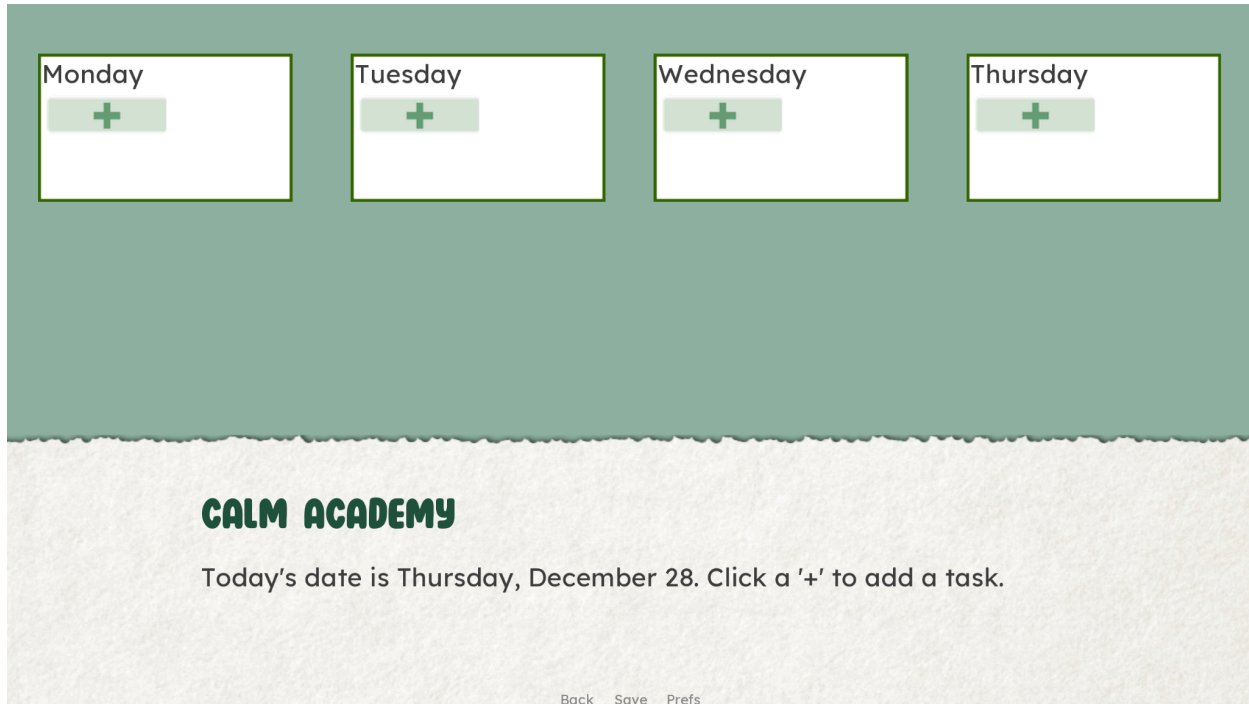 Monday
Tuesday
Wednesday
Thursday
+
+
+
+
CALM ACADEMY
Today's date is Thursday, December 28. Click a '+' to add a task.
Back Save Prefs